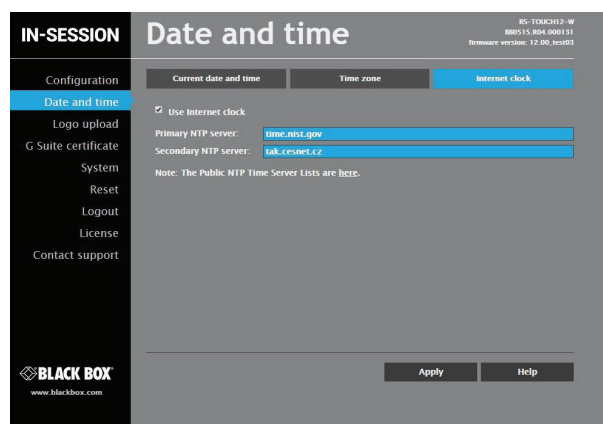 IN-SESSION
Date and time
RS-TOUCH12-W
880515.R04.000131
firmware version: 12.00_test03
Configuration
Date and time
Logo upload
G Suite certificate
System
Reset
Logout
License
Contact support
Current date and time
Time zone
Internet clock
Use Internet clock
Primary NTP server: time.nist.gov
Secondary NTP server: tak.cesnet.cz
Note: The Public NTP Time Server Lists are here.
Apply
Help
BLACK BOX®
www.blackbox.com